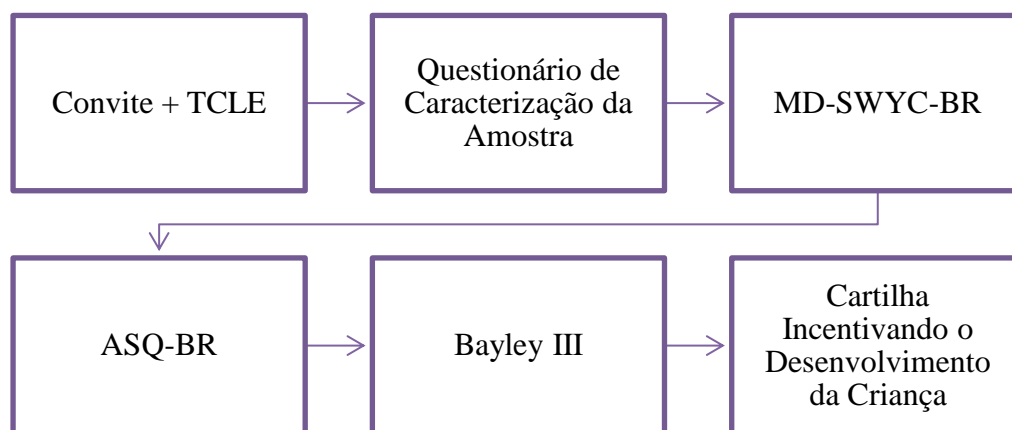 Convite + TCLE
Questionário de
Caracterização da
Amostra
MD-SWYC-BR
ASQ-BR
Bayley III
Cartilha
Incentivando o
Desenvolvimento
da Criança